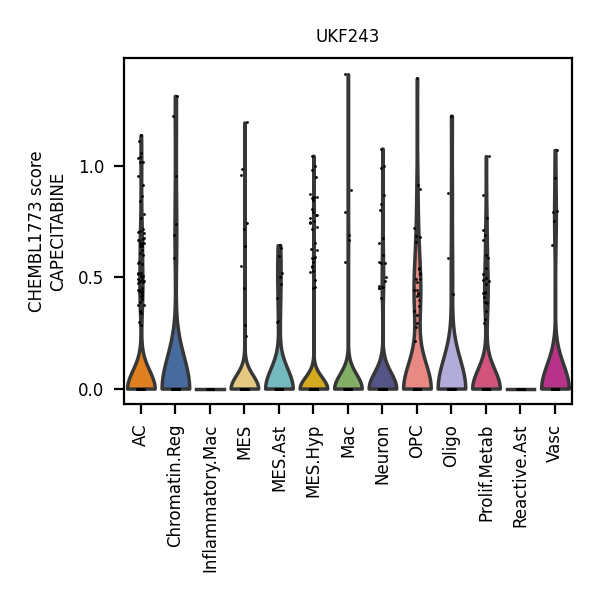 UKF243
CHEMBL1773 score
CAPECITABINE
1.0
0.5
0.0
AC
Chromatin.Reg
Inflammatory.Mac
MES
MES.Ast
MES.Hyp
Mac
Neuron
OPC
Oligo
Prolif.Metab
Reactive.Ast
Vasc